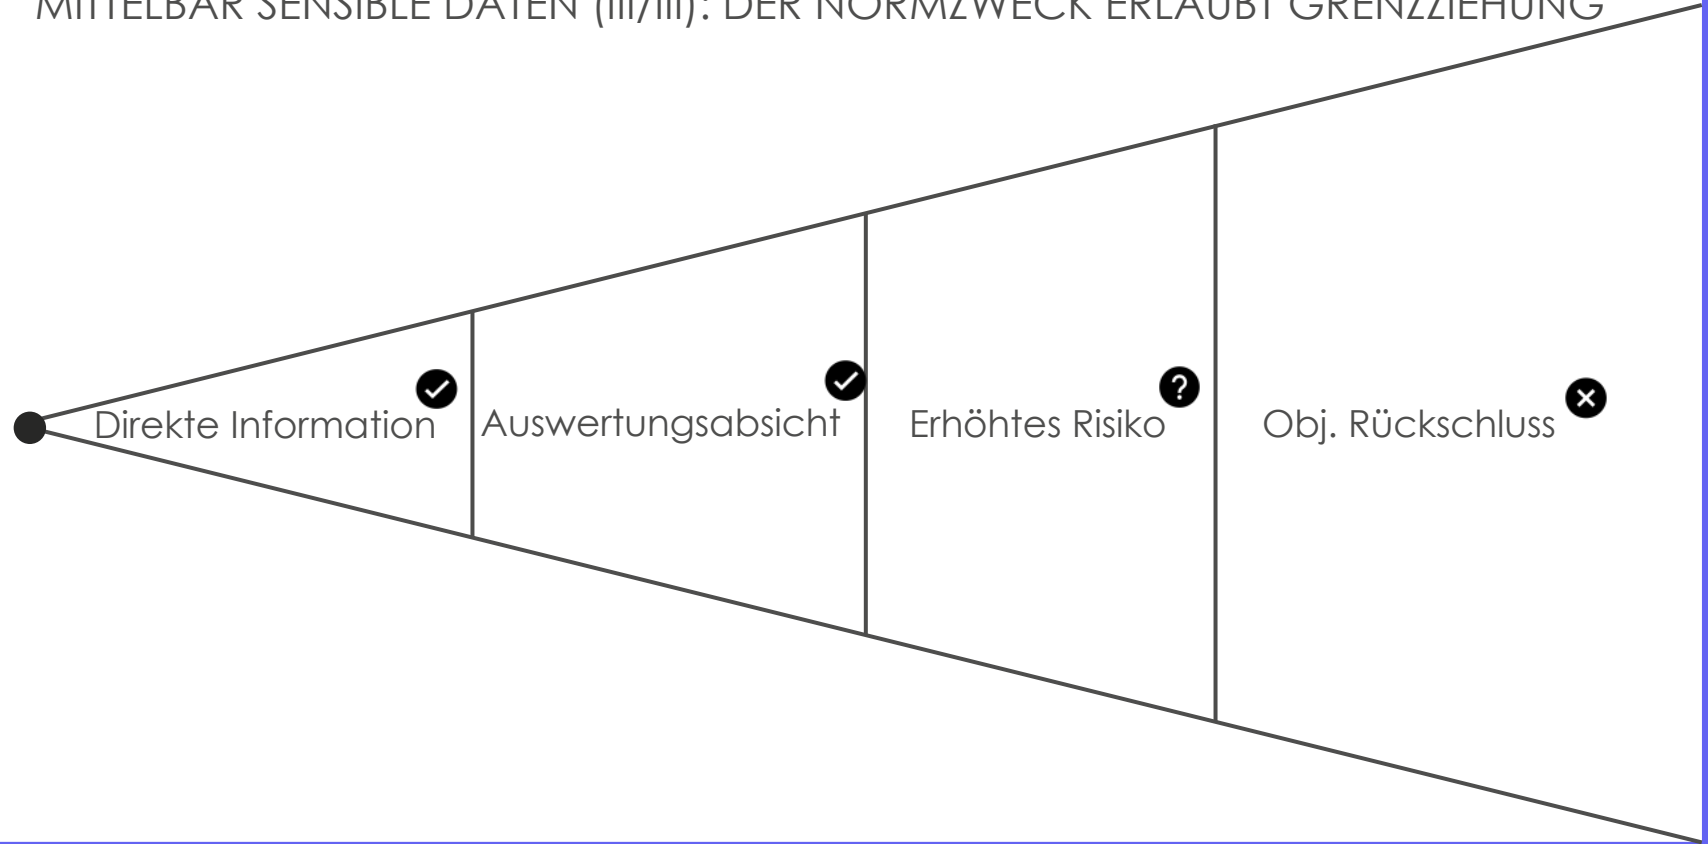 MITTELBAR SENSIBLE DATEN (III/III): DER NORMZWECK ERLAUBT GRENZZIEHUNG
Direkte Information
Auswertungsabsicht
Erhöhtes Risiko
?
Obj. Rückschluss